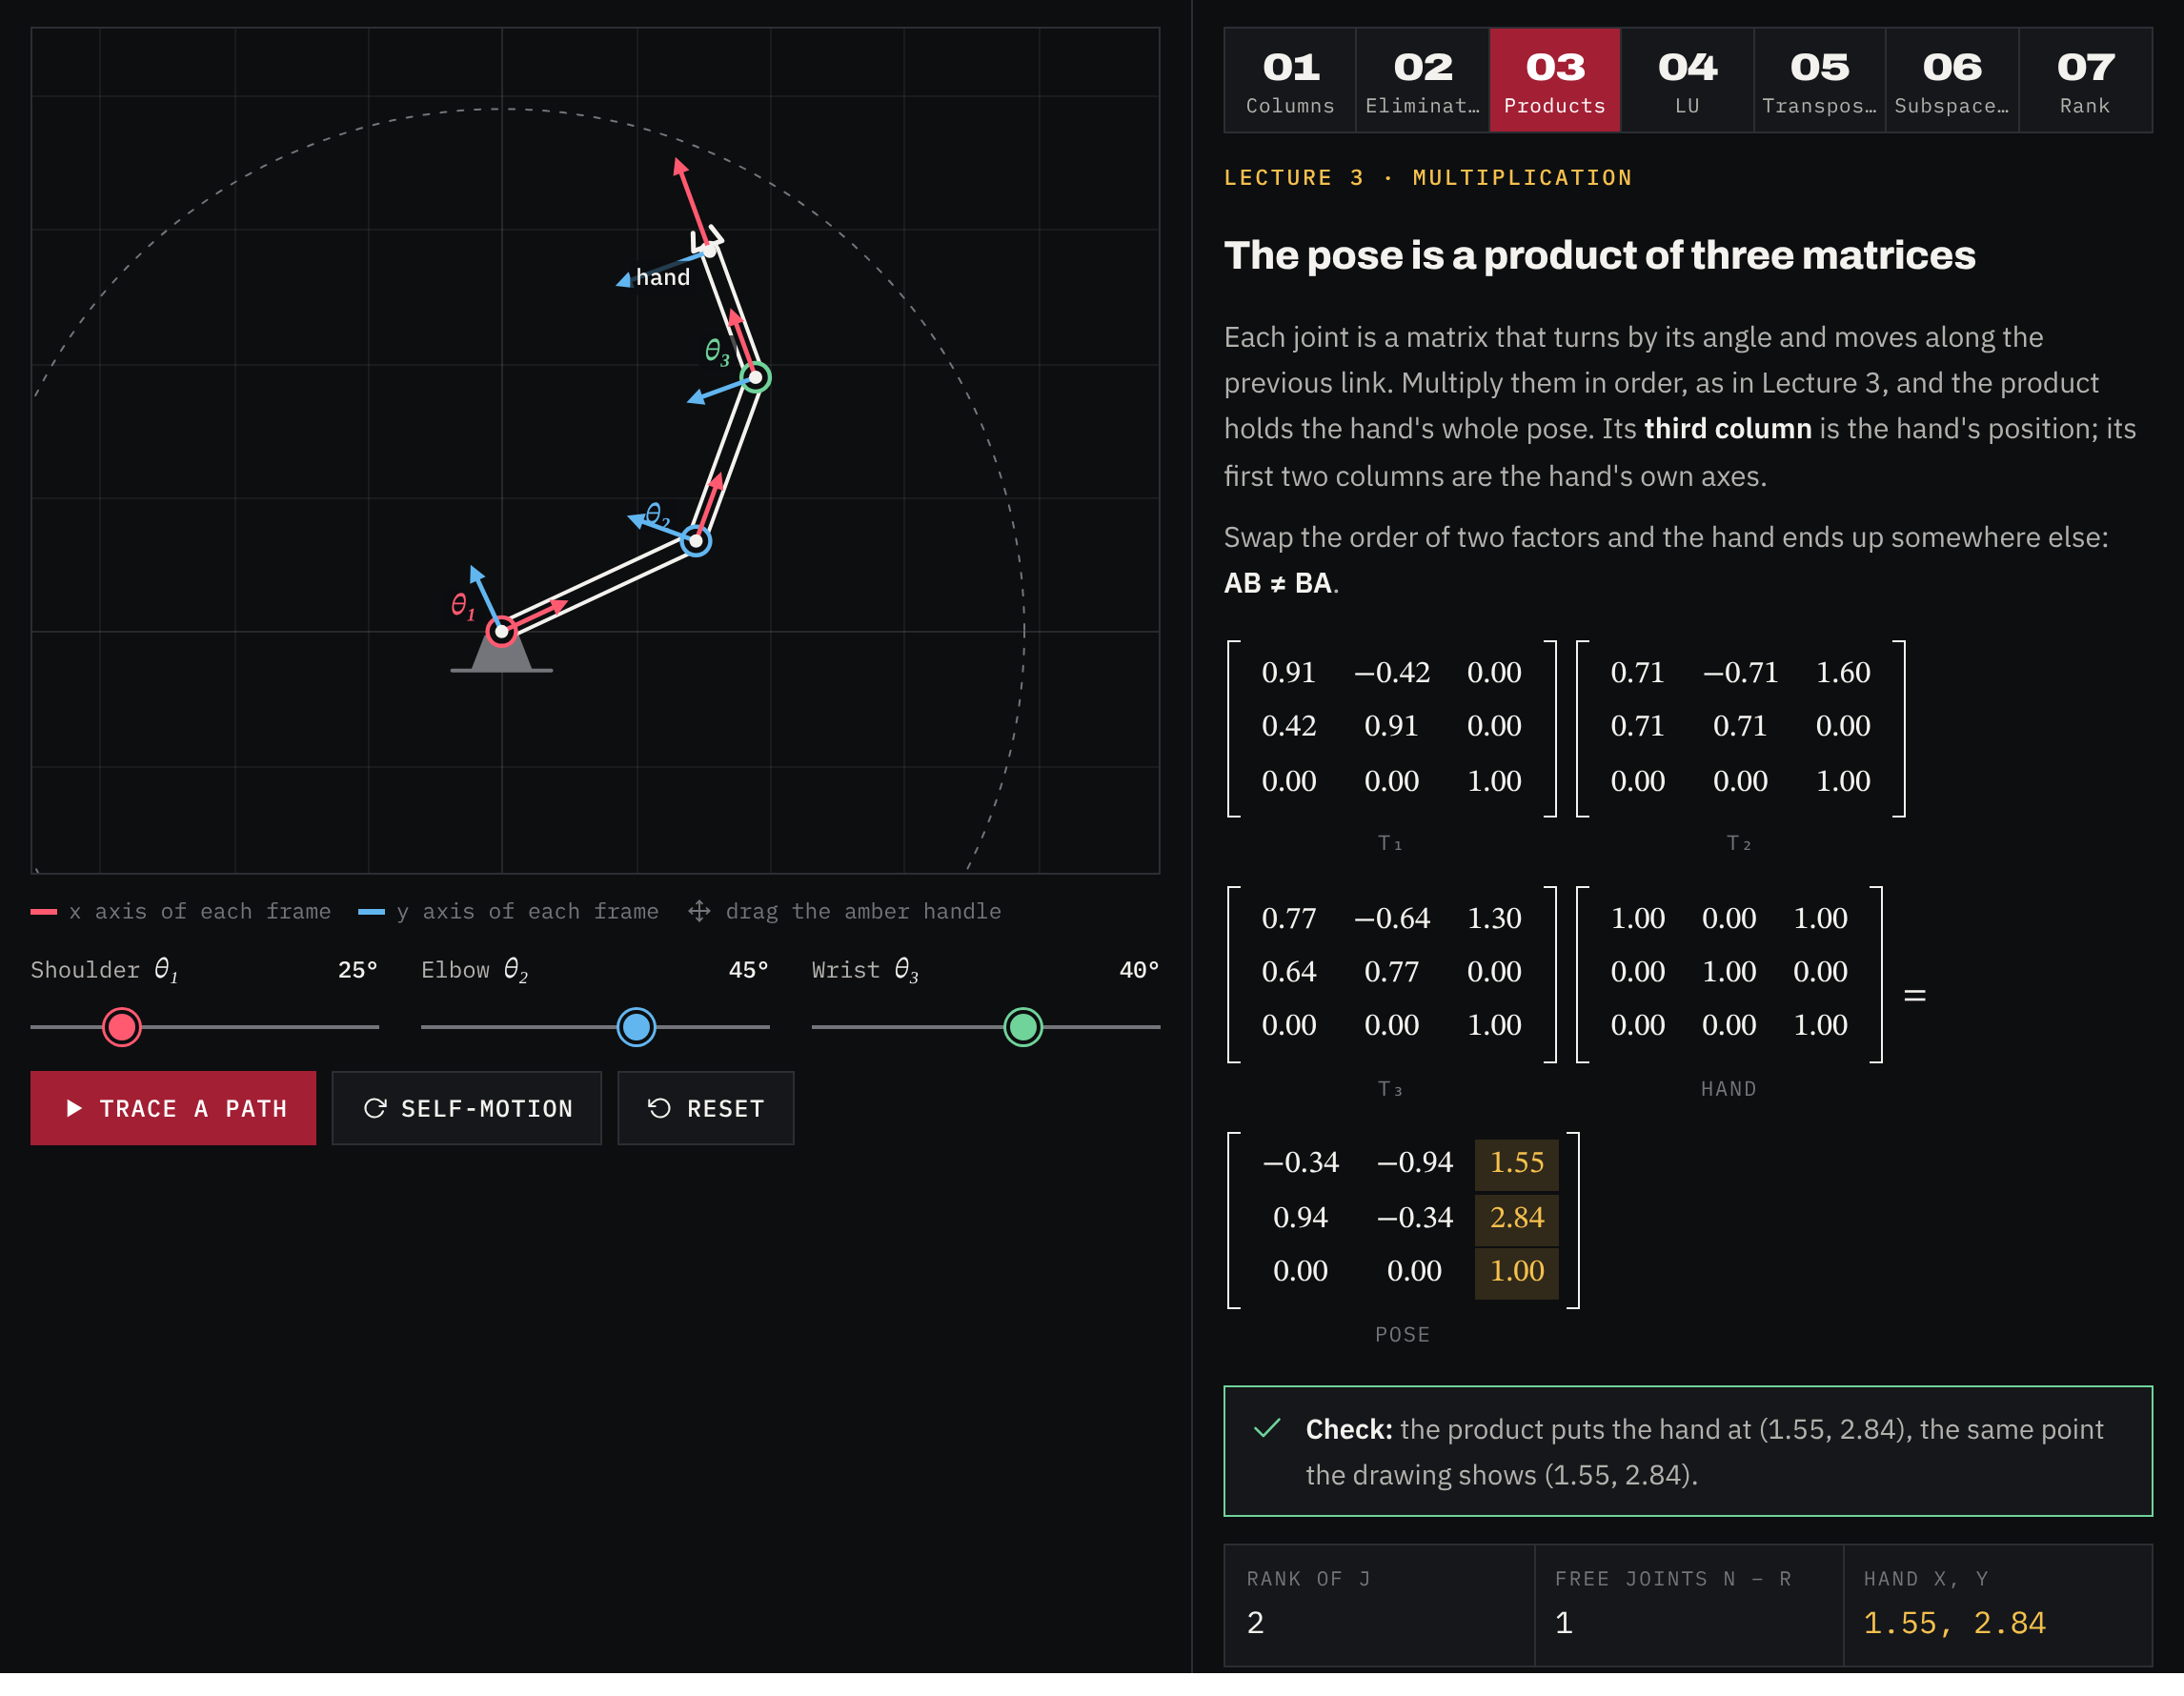 hand
θ3
θ2
θ1
x axis of each frame y axis of each frame drag the amber handle
Shoulder θ1 25° Elbow θ2 45° Wrist θ3 40°
TRACE A PATH SELF-MOTION RESET
01 02 03 04 05 06 07
Columns Eliminat… Products LU Transpos… Subspace… Rank
LECTURE 3 · MULTIPLICATION
The pose is a product of three matrices
Each joint is a matrix that turns by its angle and moves along the
previous link. Multiply them in order, as in Lecture 3, and the product
holds the hand's whole pose. Its third column is the hand's position; its
first two columns are the hand's own axes.
Swap the order of two factors and the hand ends up somewhere else:
AB ≠ BA.
0.91 −0.42 0.00 0.71 −0.71 1.60
0.42 0.91 0.00 0.71 0.71 0.00
0.00 0.00 1.00 0.00 0.00 1.00
T₁ T₂
0.77 −0.64 1.30 1.00 0.00 1.00
0.64 0.77 0.00 0.00 1.00 0.00 =
0.00 0.00 1.00 0.00 0.00 1.00
T₃ HAND
−0.34 −0.94 1.55
0.94 −0.34 2.84
0.00 0.00 1.00
POSE
Check: the product puts the hand at (1.55, 2.84), the same point
the drawing shows (1.55, 2.84).
RANK OF J FREE JOINTS N − R HAND X, Y
2 1 1.55, 2.84